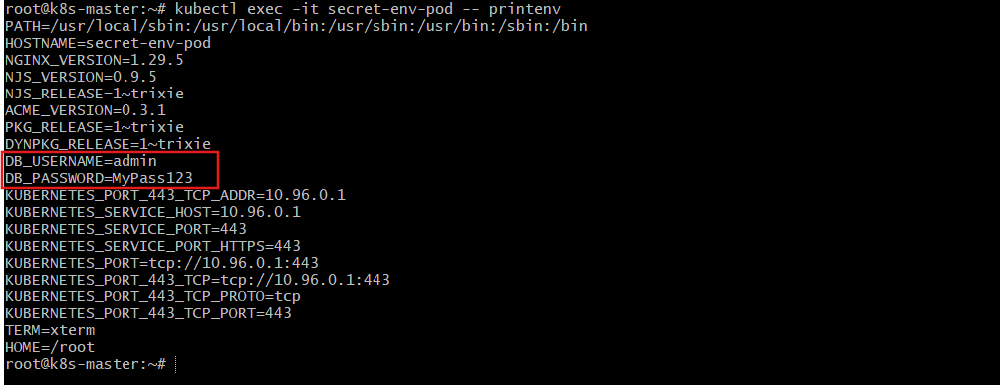 root@k8s-master:~# kubectl exec -it secret-env-pod -- printenv
PATH=/usr/local/sbin:/usr/local/bin:/usr/sbin:/usr/bin:/sbin:/bin
HOSTNAME=secret-env-pod
NGINX_VERSION=1.29.5
NJS_VERSION=0.9.5
NJS_RELEASE=1~trixie
ACME_VERSION=0.3.1
PKG_RELEASE=1~trixie
DYNPKG_RELEASE=1~trixie
DB_USERNAME=admin
DB_PASSWORD=MyPass123
KUBERNETES_PORT_443_TCP_ADDR=10.96.0.1
KUBERNETES_SERVICE_HOST=10.96.0.1
KUBERNETES_SERVICE_PORT=443
KUBERNETES_SERVICE_PORT_HTTPS=443
KUBERNETES_PORT=tcp://10.96.0.1:443
KUBERNETES_PORT_443_TCP=tcp://10.96.0.1:443
KUBERNETES_PORT_443_TCP_PROTO=tcp
KUBERNETES_PORT_443_TCP_PORT=443
TERM=xterm
HOME=/root
root@k8s-master:~#